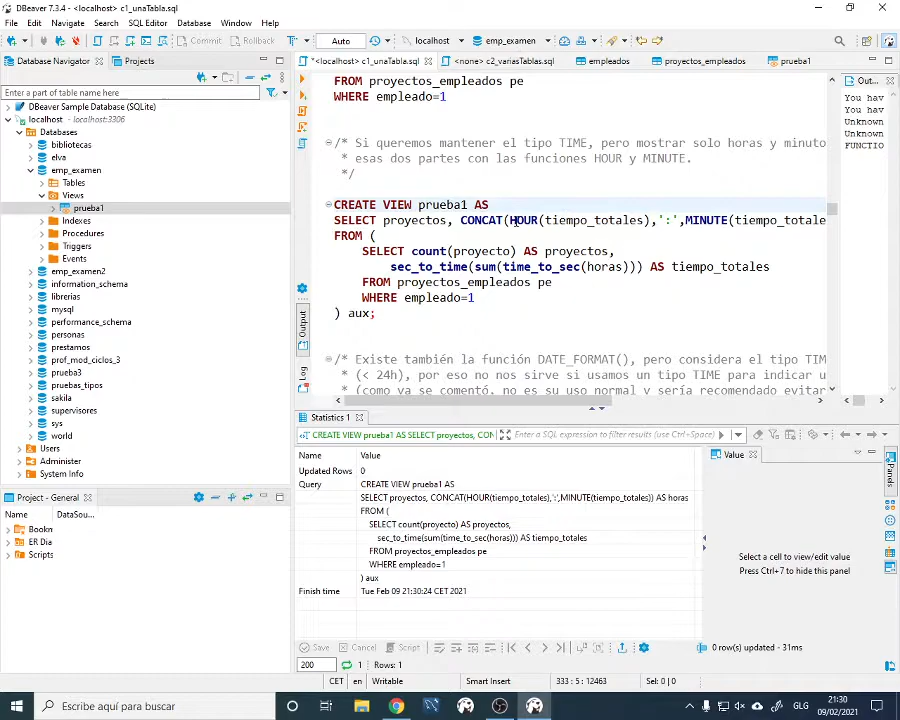 DBeaver 7.3.4 - <localhost> c1_unaTabla.sql
File Edit Navigate Search SQL Editor Database Window Help
Commit Rollback Auto localhost emp_examen
Database Navigator Projects
*<localhost> c1_unaTabla.sql <none> c2_variasTablas.sql empleados proyectos_empleados prueba1
Out...
Enter a part of table name here
DBeaver Sample Database (SQLite)
localhost - localhost:3306
Databases
bibliotecas
elva
emp_examen
Tables
Views
prueba1
Indexes
Procedures
Triggers
Events
emp_examen2
information_schema
librerias
mysql
performance_schema
personas
prestamos
prof_mod_ciclos_3
prueba3
pruebas_tipos
sakila
supervisores
sys
world
Users
Administer
System Info
FROM proyectos_empleados pe
WHERE empleado=1
/* Si queremos mantener el tipo TIME, pero mostrar solo horas y minuto
* esas dos partes con las funciones HOUR y MINUTE.
*/
CREATE VIEW prueba1 AS
SELECT proyectos, CONCAT(HOUR(tiempo_totales),':',MINUTE(tiempo_totale
FROM (
SELECT count(proyecto) AS proyectos,
sec_to_time(sum(time_to_sec(horas))) AS tiempo_totales
FROM proyectos_empleados pe
WHERE empleado=1
) aux;
/* Existe también la función DATE_FORMAT(), pero considera el tipo TIM
* (< 24h), por eso no nos sirve si usamos un tipo TIME para indicar u
* (como ya se comentó, no es su uso normal y sería recomendado evitar
Output
Log
You hav
You hav
Unknown
Unknown
FUNCTIO
Statistics 1
CREATE VIEW prueba1 AS SELECT proyectos, CON
Enter a SQL expression to filter results (use Ctrl+Space)
Name Value
Updated Rows 0
Query CREATE VIEW prueba1 AS
SELECT proyectos, CONCAT(HOUR(tiempo_totales),':',MINUTE(tiempo_totales)) AS horas
FROM (
SELECT count(proyecto) AS proyectos,
sec_to_time(sum(time_to_sec(horas))) AS tiempo_totales
FROM proyectos_empleados pe
WHERE empleado=1
) aux
Finish time Tue Feb 09 21:30:24 CET 2021
Value
Panels
Select a cell to view/edit value
Press Ctrl+7 to hide this panel
Project - General
Name DataSou...
Bookn
ER Dia
Scripts
Save Cancel Script
0 row(s) updated - 31ms
200 1 Rows: 1
CET en Writable Smart Insert 333 : 5 : 12463 Sel: 0 | 0
Escribe aquí para buscar
GLG
21:30
09/02/2021